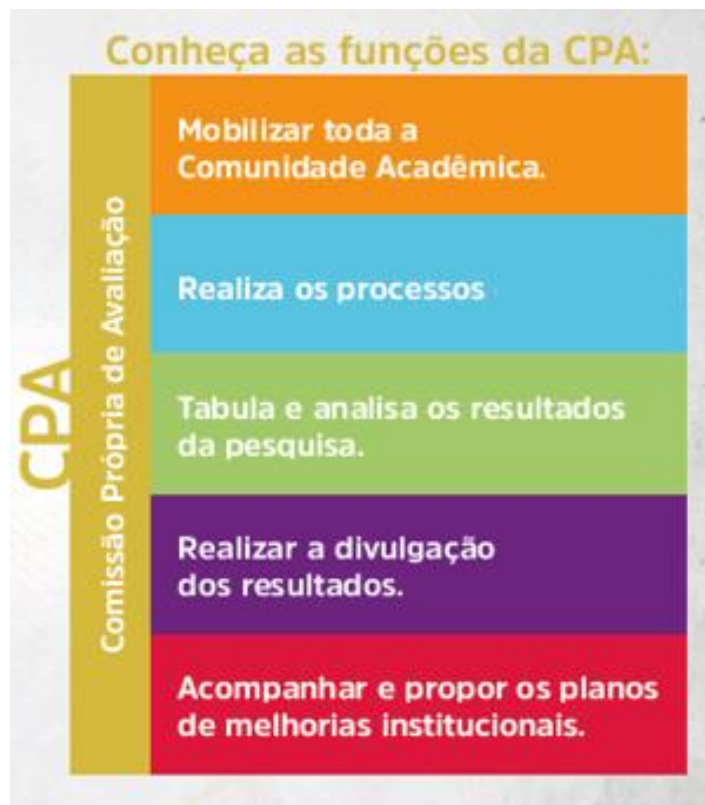 Conheça as funções da CPA:
CPA
Comissão Própria de Avaliação
Mobilizar toda a
Comunidade Acadêmica.
Realiza os processos
Tabula e analisa os resultados
da pesquisa.
Realizar a divulgação
dos resultados.
Acompanhar e propor os planos
de melhorias institucionais.